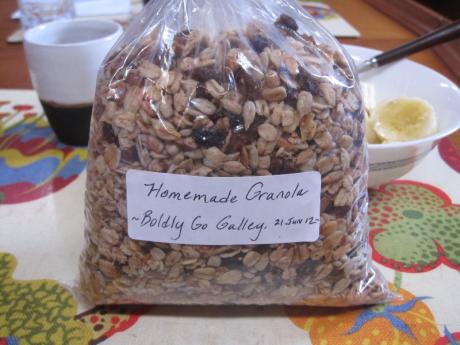 Homemade Granola
~Boldly Go Galley. 21 JUN 12~